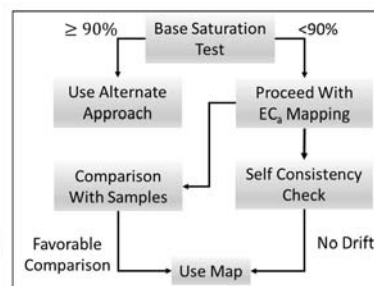 ≥ 90%
Base Saturation
Test
<90%
Use Alternate
Approach
Proceed With
ECa Mapping
Comparison
With Samples
Self Consistency
Check
Favorable
Comparison
No Drift
Use Map